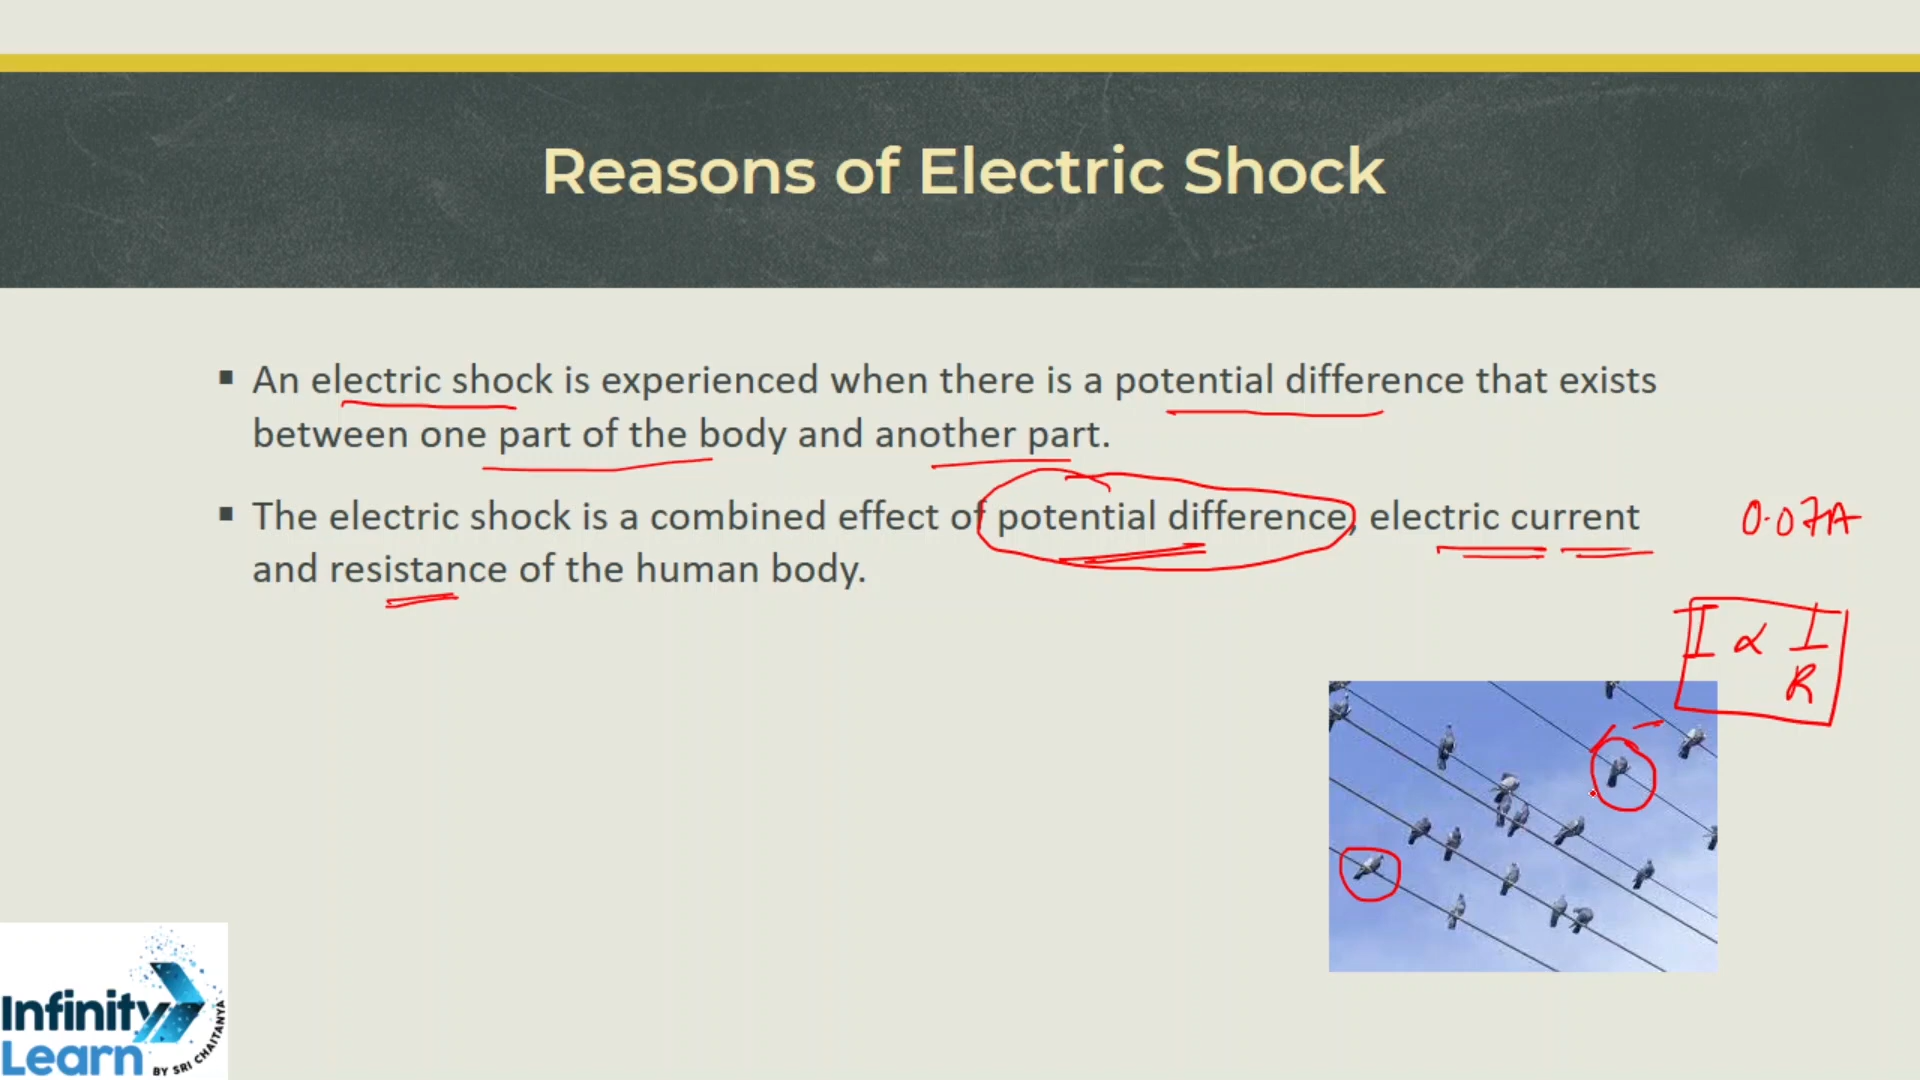 Reasons of Electric Shock
▪ An electric shock is experienced when there is a potential difference that exists
between one part of the body and another part.
▪ The electric shock is a combined effect of potential difference, electric current
and resistance of the human body.
0.07A
I ∝ 1
R
Infinity
Learn
BY SRI CHAITANYA